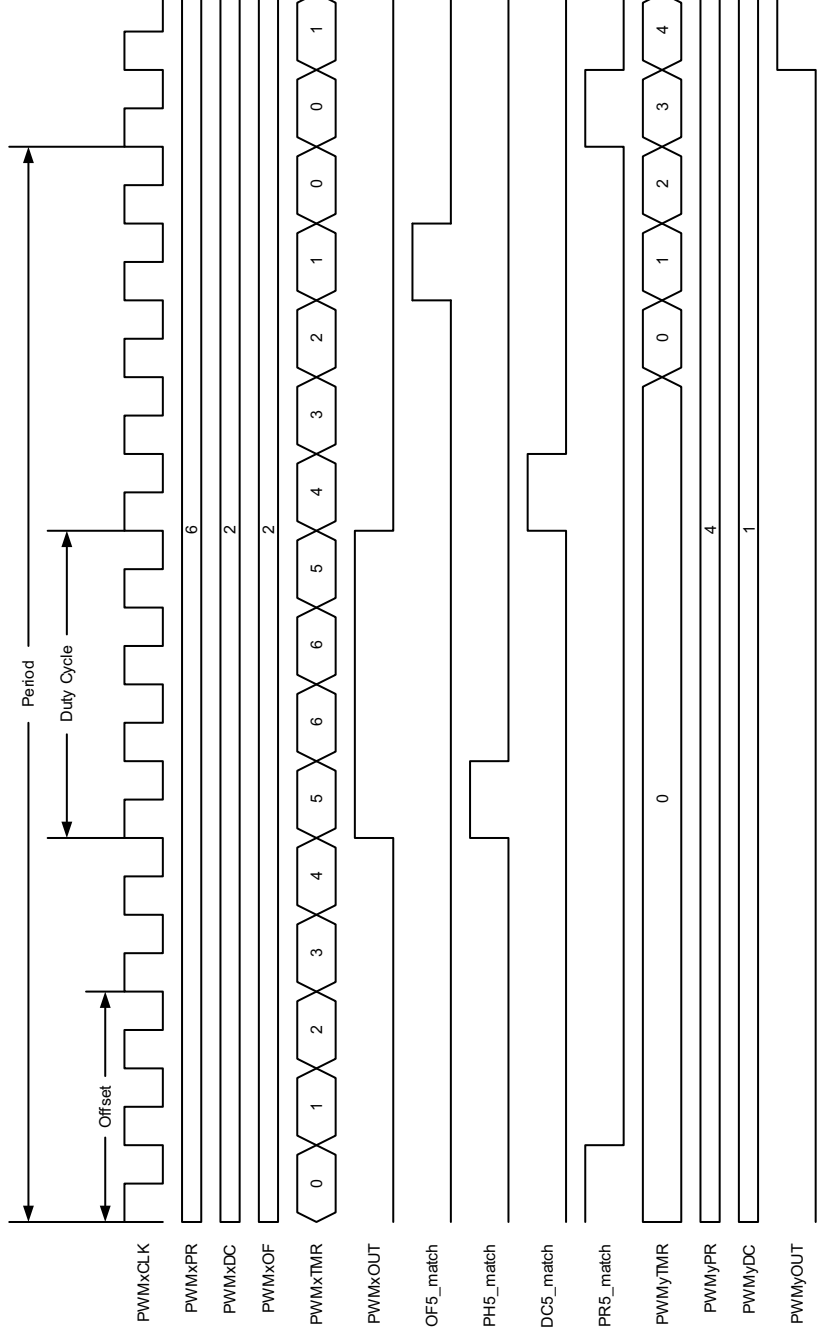 Period
Duty Cycle
Offset
PWMxCLK
PWMxPR 6
PWMxDC 2
PWMxOF 2
PWMxTMR 0 1 2 3 4 5 6 6 5 4 3 2 1 0 0 1
PWMxOUT
OF5_match
PH5_match
DC5_match
PR5_match
PWMyTMR 0 0 1 2 3 4
PWMyPR 4
PWMyDC 1
PWMyOUT